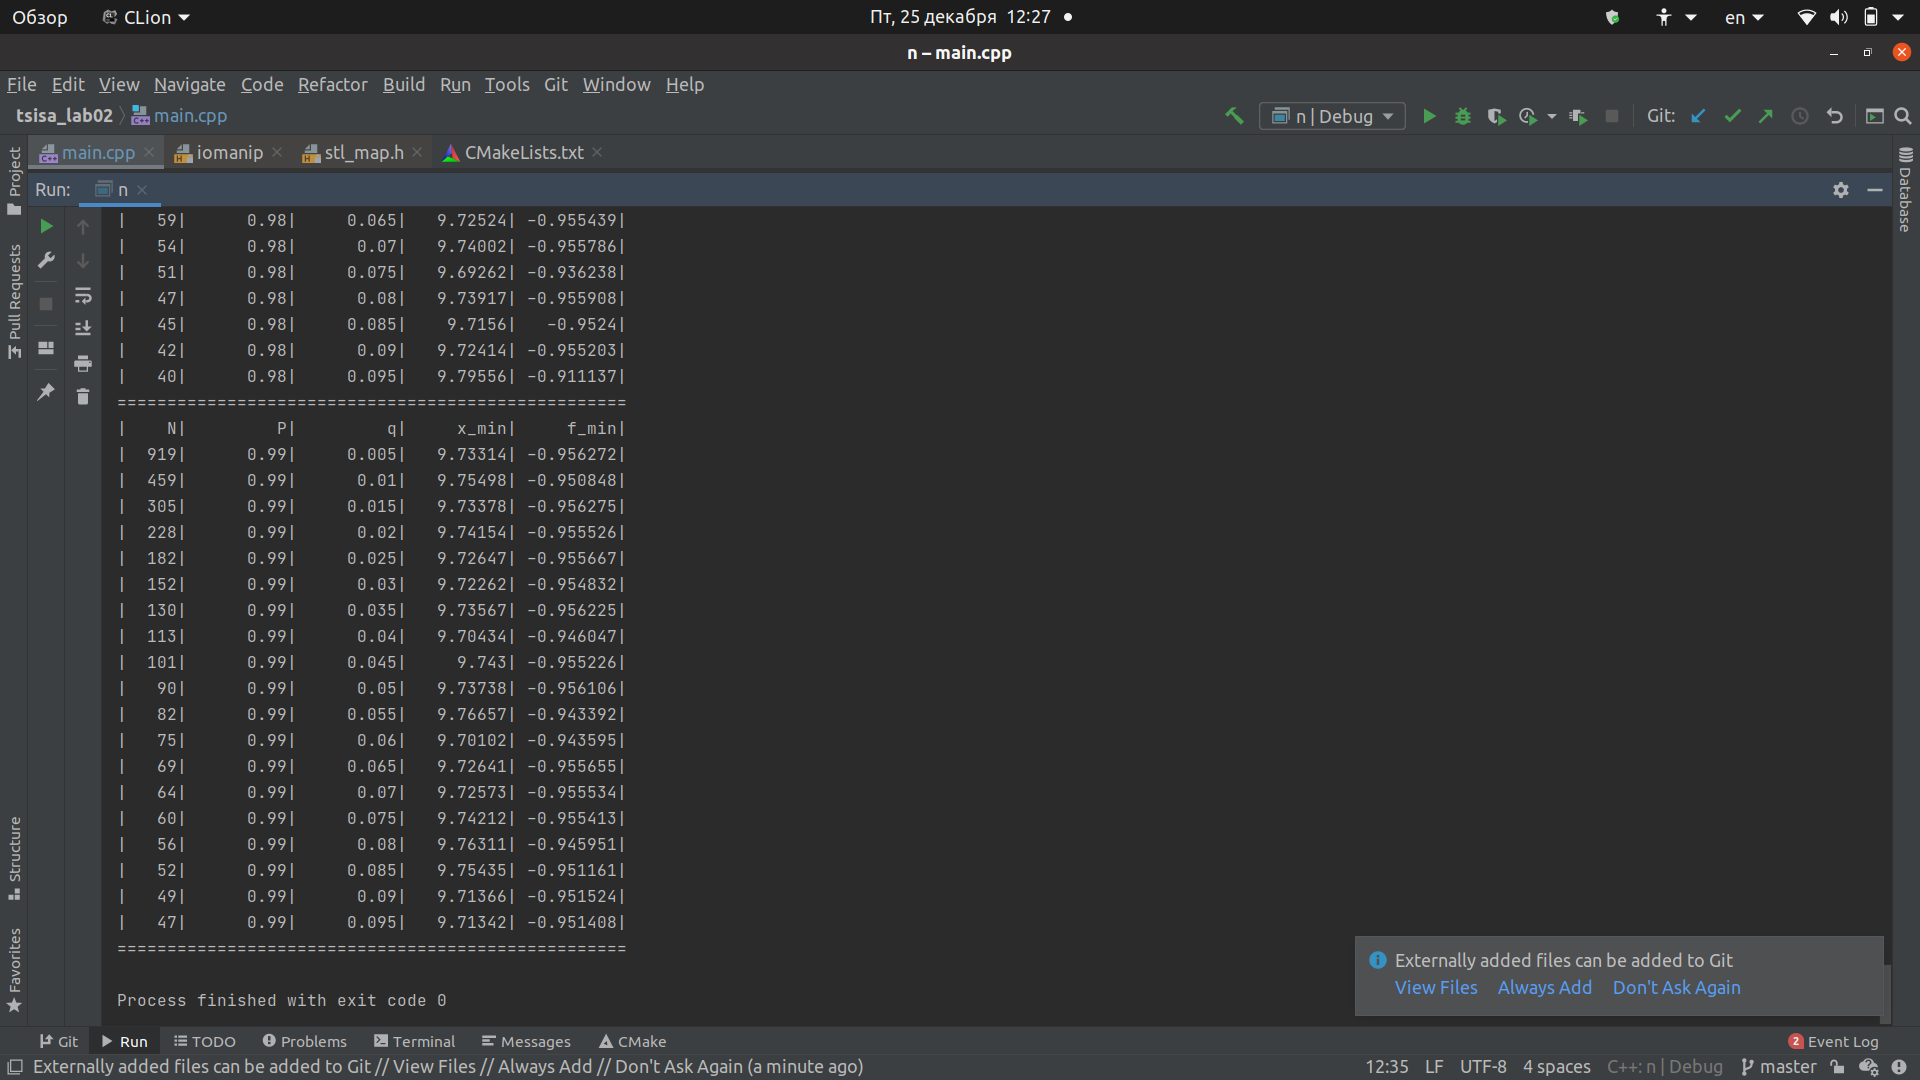 Обзор CLion Пт, 25 декабря 12:27 en
n – main.cpp
File Edit View Navigate Code Refactor Build Run Tools Git Window Help
tsisa_lab02 main.cpp n | Debug Git:
main.cpp iomanip stl_map.h CMakeLists.txt
Run: n
Project
Pull Requests
Structure
Favorites
Database
| 59| 0.98| 0.065| 9.72524| -0.955439|
| 54| 0.98| 0.07| 9.74002| -0.955786|
| 51| 0.98| 0.075| 9.69262| -0.936238|
| 47| 0.98| 0.08| 9.73917| -0.955908|
| 45| 0.98| 0.085| 9.7156| -0.9524|
| 42| 0.98| 0.09| 9.72414| -0.955203|
| 40| 0.98| 0.095| 9.79556| -0.911137|
===================================================
| N| P| q| x_min| f_min|
| 919| 0.99| 0.005| 9.73314| -0.956272|
| 459| 0.99| 0.01| 9.75498| -0.950848|
| 305| 0.99| 0.015| 9.73378| -0.956275|
| 228| 0.99| 0.02| 9.74154| -0.955526|
| 182| 0.99| 0.025| 9.72647| -0.955667|
| 152| 0.99| 0.03| 9.72262| -0.954832|
| 130| 0.99| 0.035| 9.73567| -0.956225|
| 113| 0.99| 0.04| 9.70434| -0.946047|
| 101| 0.99| 0.045| 9.743| -0.955226|
| 90| 0.99| 0.05| 9.73738| -0.956106|
| 82| 0.99| 0.055| 9.76657| -0.943392|
| 75| 0.99| 0.06| 9.70102| -0.943595|
| 69| 0.99| 0.065| 9.72641| -0.955655|
| 64| 0.99| 0.07| 9.72573| -0.955534|
| 60| 0.99| 0.075| 9.74212| -0.955413|
| 56| 0.99| 0.08| 9.76311| -0.945951|
| 52| 0.99| 0.085| 9.75435| -0.951161|
| 49| 0.99| 0.09| 9.71366| -0.951524|
| 47| 0.99| 0.095| 9.71342| -0.951408|
===================================================
Process finished with exit code 0
Externally added files can be added to Git
View Files Always Add Don't Ask Again
Git Run TODO Problems Terminal Messages CMake 2 Event Log
Externally added files can be added to Git // View Files // Always Add // Don't Ask Again (a minute ago) 12:35 LF UTF-8 4 spaces C++: n | Debug master